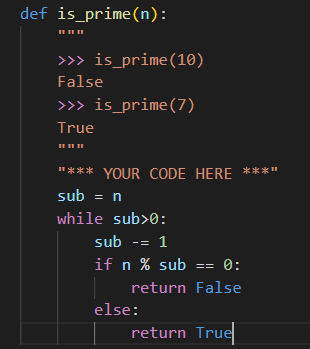 def is_prime(n):
    """
    >>> is_prime(10)
    False
    >>> is_prime(7)
    True
    """
    "*** YOUR CODE HERE ***"
    sub = n
    while sub>0:
        sub -= 1
        if n % sub == 0:
            return False
        else:
            return True